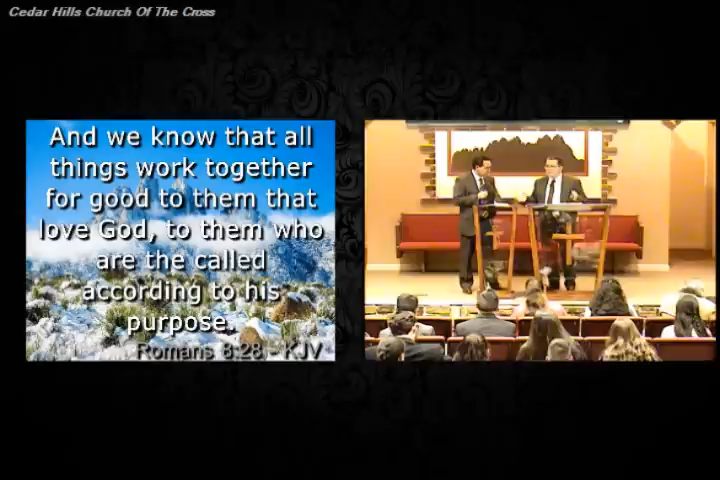 Cedar Hills Church Of The Cross
And we know that all
things work together
for good to them that
love God, to them who
are the called
according to his
purpose.
Romans 8:28 - KJV